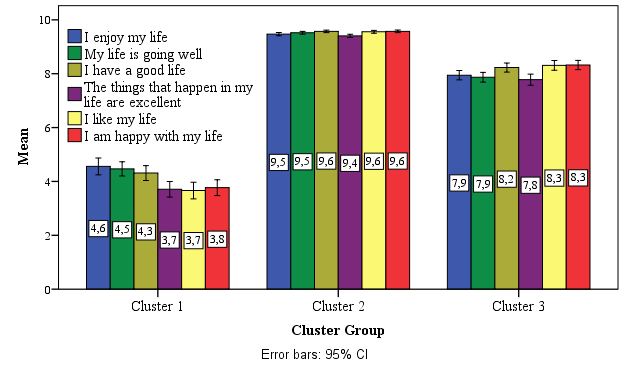 10
8
6
4
2
0
Mean
I enjoy my life
My life is going well
I have a good life
The things that happen in my
life are excellent
I like my life
I am happy with my life
4,6 4,5 4,3 3,7 3,7 3,8
9,5 9,5 9,6 9,4 9,6 9,6
7,9 7,9 8,2 7,8 8,3 8,3
Cluster 1 Cluster 2 Cluster 3
Cluster Group
Error bars: 95% CI